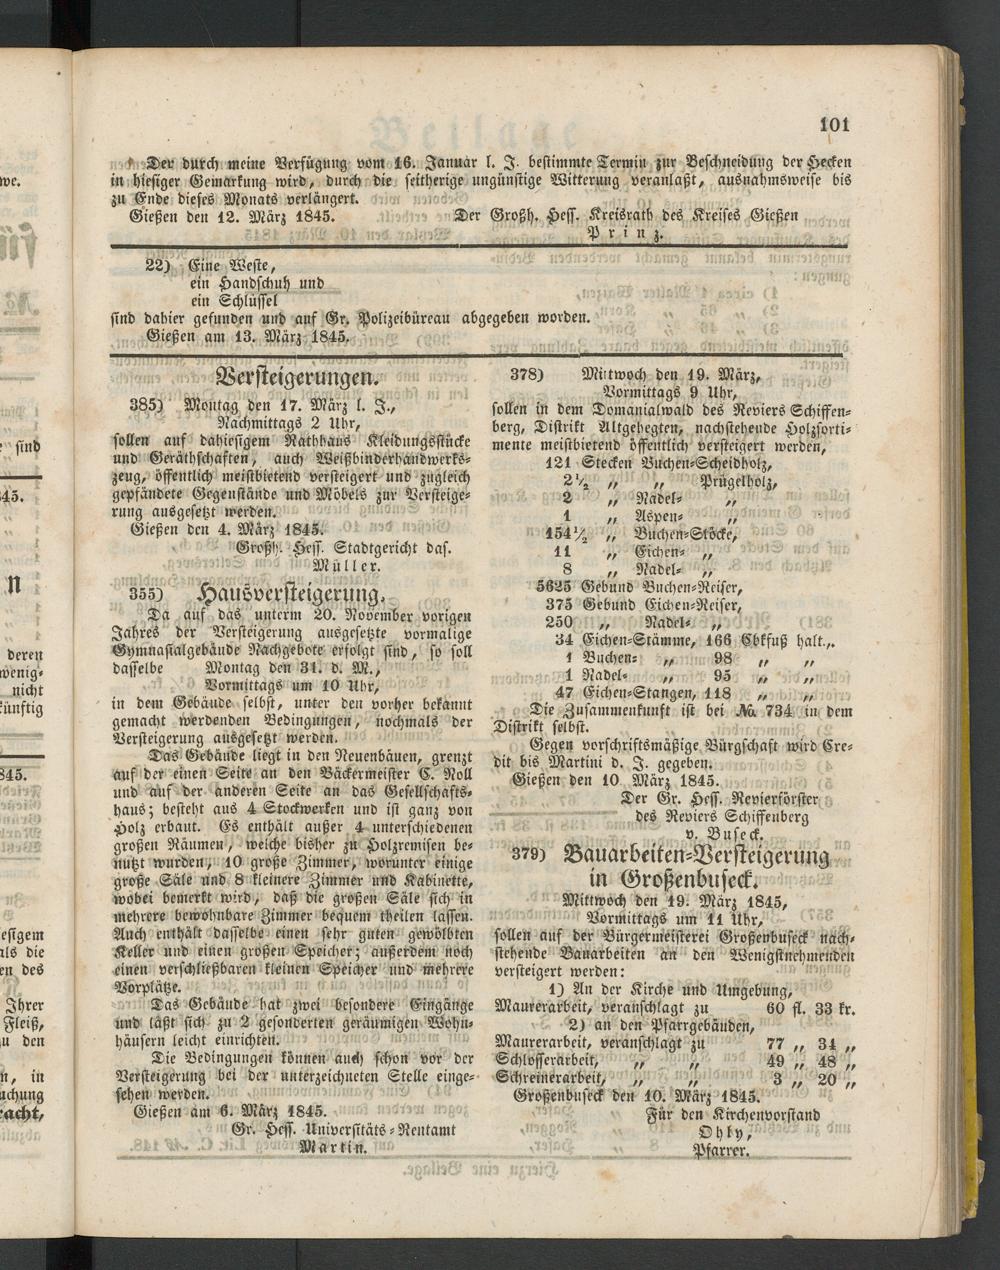 101
Der durch meine Verfügung vom 16. Januar l. J. bestimmte Termin zur Beschneidung der Hecken
in hiesiger Gemarkung wird, durch die seitherige ungünstige Witterung veranlaßt, ausnahmsweise bis
zu Ende dieses Monats verlängert.
Gießen den 12. März 1845. Der Großh. Hess. Kreisrath des Kreises Gießen
Prinz.
22) Eine Weste,
ein Handschuh und
ein Schlüssel
sind dahier gefunden und auf Gr. Polizeibüreau abgegeben worden.
Gießen am 13. März 1845.
Versteigerungen.
385) Montag den 17. März l. J.,
Nachmittags 2 Uhr,
sollen auf dahiesigem Rathhaus Kleidungsstücke
und Geräthschaften, auch Weißbinderhandwerks-
zeug, öffentlich meistbietend versteigert und zugleich
gepfändete Gegenstände und Möbels zur Versteige-
rung ausgesetzt werden.
Gießen den 4. März 1845.
Großh. Hess. Stadtgericht das.
Müller.
355) Hausversteigerung.
Da auf das unterm 20. November vorigen
Jahres der Versteigerung ausgesetzte vormalige
Gymnasialgebäude Nachgebote erfolgt sind, so soll
dasselbe Montag den 31. d. M.,
Vormittags um 10 Uhr,
in dem Gebäude selbst, unter den vorher bekannt
gemacht werdenden Bedingungen, nochmals der
Versteigerung ausgesetzt werden.
Das Gebäude liegt in den Neuenbäuen, grenzt
auf der einen Seite an den Bäckermeister C. Noll
und auf der anderen Seite an das Gesellschafts-
haus; besteht aus 4 Stockwerken und ist ganz von
Holz erbaut. Es enthält außer 4 unterschiedenen
großen Räumen, welche bisher zu Holzremisen be-
nutzt wurden, 10 große Zimmer, worunter einige
große Säle und 8 kleinere Zimmer und Kabinette,
wobei bemerkt wird, daß die großen Säle sich in
mehrere bewohnbare Zimmer bequem theilen lassen.
Auch enthält dasselbe einen sehr guten gewölbten
Keller und einen großen Speicher; außerdem noch
einen verschließbaren kleinen Speicher und mehrere
Vorplätze.
Das Gebäude hat zwei besondere Eingänge
und läßt sich zu 2 gesonderten geräumigen Wohn-
häusern leicht einrichten.
Die Bedingungen können auch schon vor der
Versteigerung bei der unterzeichneten Stelle einge-
sehen werden.
Gießen am 6. März 1845.
Gr. Hess. Universitäts-Rentamt
Martin.
378) Mittwoch den 19. März,
Vormittags 9 Uhr,
sollen in dem Domanialwald des Reviers Schiffen-
berg, Distrikt Altgehegten, nachstehende Holzsorti-
mente meistbietend öffentlich versteigert werden,
121 Stecken Buchen-Scheidholz,
2½ „ „ Prügelholz,
2 „ Nadel- „
1 „ Aspen- „
154½ „ Buchen-Stöcke,
11 „ Eichen- „
8 „ Nadel- „
5625 Gebund Buchen-Reiser,
375 Gebund Eichen-Reiser,
250 „ Nadel- „
34 Eichen-Stämme, 166 Cbkfuß halt.,
1 Buchen- „ 98 „ „
1 Nadel- „ 95 „ „
47 Eichen-Stangen, 118 „ „
Die Zusammenkunft ist bei № 734 in dem
Distrikt selbst.
Gegen vorschriftsmäßige Bürgschaft wird Cre-
dit bis Martini d. J. gegeben.
Gießen den 10. März 1845.
Der Gr. Hess. Revierförster
des Reviers Schiffenberg
v. Buseck.
379) Bauarbeiten-Versteigerung
in Großenbuseck.
Mittwoch den 19. März 1845,
Vormittags um 11 Uhr,
sollen auf der Bürgermeisterei Großenbuseck nach-
stehende Bauarbeiten an den Wenigstnehmenden
versteigert werden:
1) An der Kirche und Umgebung,
Maurerarbeit, veranschlagt zu 60 fl. 33 kr.
2) an den Pfarrgebäuden,
Maurerarbeit, veranschlagt zu 77 „ 34 „
Schlosserarbeit, „ „ 49 „ 48 „
Schreinerarbeit, „ „ 3 „ 20 „
Großenbuseck den 10. März 1845.
Für den Kirchenvorstand
Ohly,
Pfarrer.